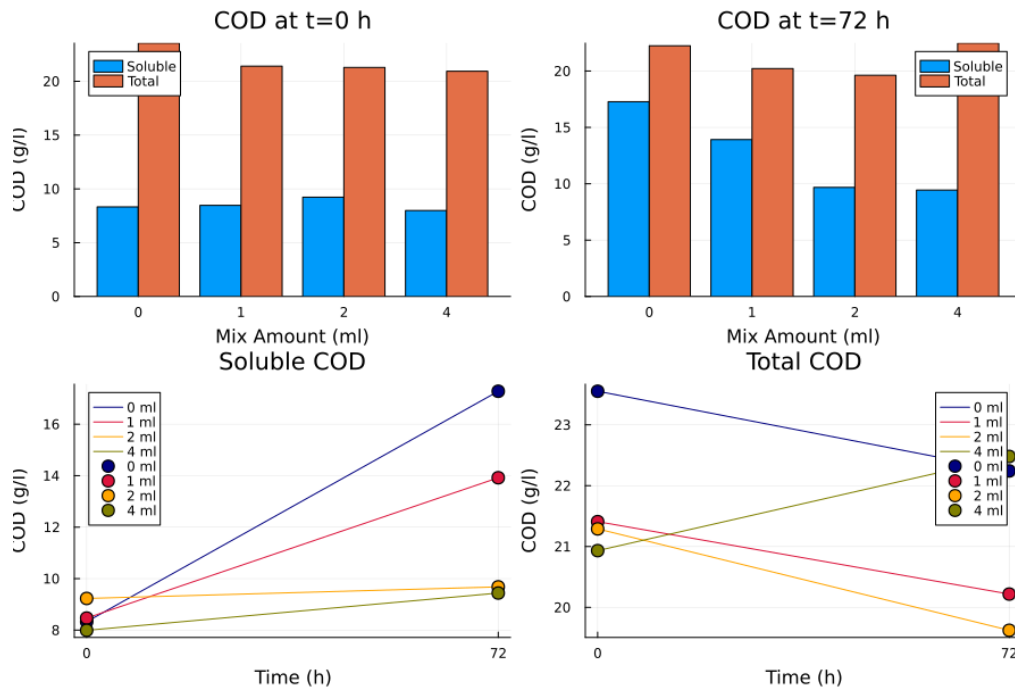 COD at t=0 h
COD (g/l)
20
15
10
5
0
Soluble
Total
0 1 2 4
Mix Amount (ml)
COD at t=72 h
COD (g/l)
20
15
10
5
0
Soluble
Total
0 1 2 4
Mix Amount (ml)
Soluble COD
COD (g/l)
16
14
12
10
8
0 ml
1 ml
2 ml
4 ml
0 ml
1 ml
2 ml
4 ml
0 72
Time (h)
Total COD
COD (g/l)
23
22
21
20
0 ml
1 ml
2 ml
4 ml
0 ml
1 ml
2 ml
4 ml
0 72
Time (h)